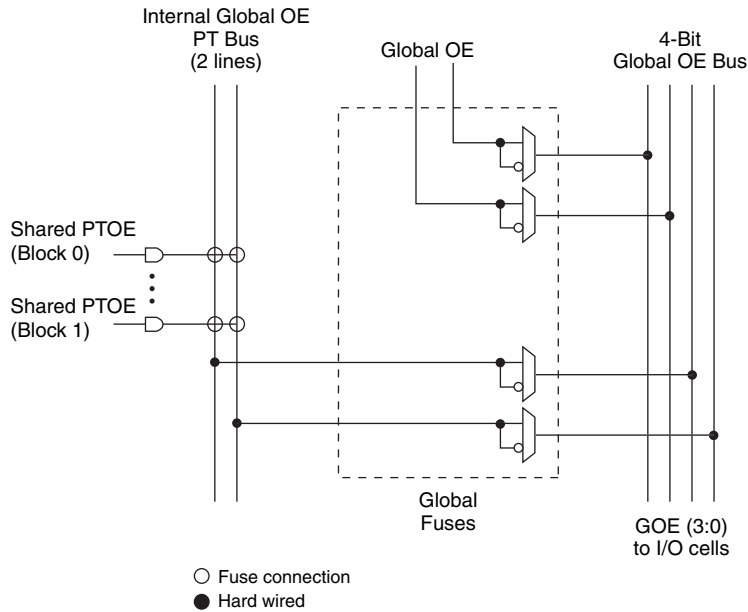 Internal Global OE
PT Bus
(2 lines)
Global OE
4-Bit
Global OE Bus
Shared PTOE
(Block 0)
Shared PTOE
(Block 1)
Global
Fuses
GOE (3:0)
to I/O cells
Fuse connection
Hard wired